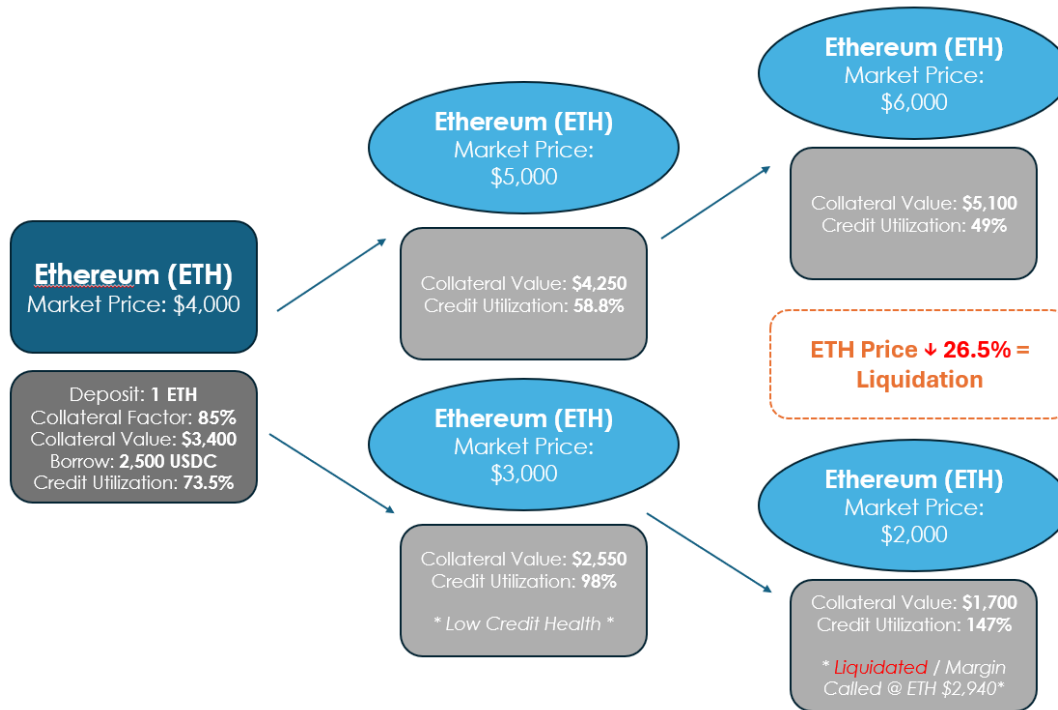 Ethereum (ETH)
Market Price: $4,000
Deposit: 1 ETH
Collateral Factor: 85%
Collateral Value: $3,400
Borrow: 2,500 USDC
Credit Utilization: 73.5%
Ethereum (ETH)
Market Price:
$5,000
Collateral Value: $4,250
Credit Utilization: 58.8%
Ethereum (ETH)
Market Price:
$3,000
Collateral Value: $2,550
Credit Utilization: 98%
* Low Credit Health *
Ethereum (ETH)
Market Price:
$6,000
Collateral Value: $5,100
Credit Utilization: 49%
ETH Price ↓ 26.5% =
Liquidation
Ethereum (ETH)
Market Price:
$2,000
Collateral Value: $1,700
Credit Utilization: 147%
* Liquidated / Margin
Called @ ETH $2,940*